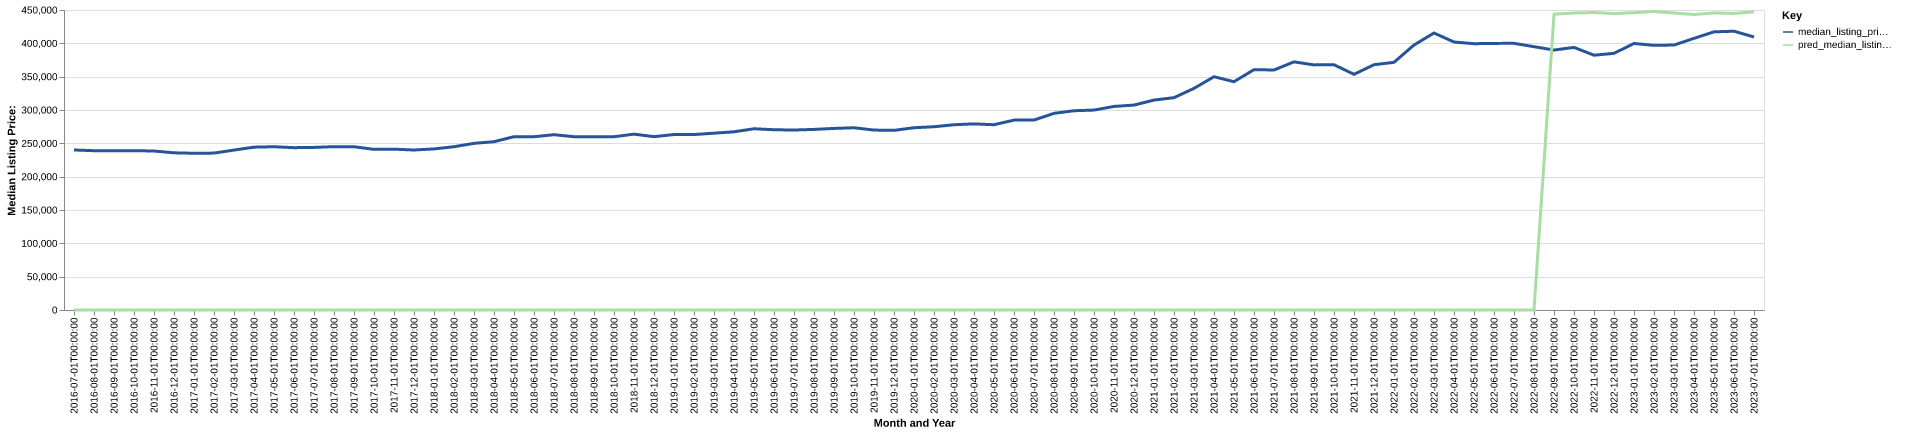 450,000
400,000
350,000
300,000
250,000
200,000
150,000
100,000
50,000
0
Median Listing Price:
2016-07-01T00:00:00
2016-08-01T00:00:00
2016-09-01T00:00:00
2016-10-01T00:00:00
2016-11-01T00:00:00
2016-12-01T00:00:00
2017-01-01T00:00:00
2017-02-01T00:00:00
2017-03-01T00:00:00
2017-04-01T00:00:00
2017-05-01T00:00:00
2017-06-01T00:00:00
2017-07-01T00:00:00
2017-08-01T00:00:00
2017-09-01T00:00:00
2017-10-01T00:00:00
2017-11-01T00:00:00
2017-12-01T00:00:00
2018-01-01T00:00:00
2018-02-01T00:00:00
2018-03-01T00:00:00
2018-04-01T00:00:00
2018-05-01T00:00:00
2018-06-01T00:00:00
2018-07-01T00:00:00
2018-08-01T00:00:00
2018-09-01T00:00:00
2018-10-01T00:00:00
2018-11-01T00:00:00
2018-12-01T00:00:00
2019-01-01T00:00:00
2019-02-01T00:00:00
2019-03-01T00:00:00
2019-04-01T00:00:00
2019-05-01T00:00:00
2019-06-01T00:00:00
2019-07-01T00:00:00
2019-08-01T00:00:00
2019-09-01T00:00:00
2019-10-01T00:00:00
2019-11-01T00:00:00
2019-12-01T00:00:00
2020-01-01T00:00:00
2020-02-01T00:00:00
2020-03-01T00:00:00
2020-04-01T00:00:00
2020-05-01T00:00:00
2020-06-01T00:00:00
2020-07-01T00:00:00
2020-08-01T00:00:00
2020-09-01T00:00:00
2020-10-01T00:00:00
2020-11-01T00:00:00
2020-12-01T00:00:00
2021-01-01T00:00:00
2021-02-01T00:00:00
2021-03-01T00:00:00
2021-04-01T00:00:00
2021-05-01T00:00:00
2021-06-01T00:00:00
2021-07-01T00:00:00
2021-08-01T00:00:00
2021-09-01T00:00:00
2021-10-01T00:00:00
2021-11-01T00:00:00
2021-12-01T00:00:00
2022-01-01T00:00:00
2022-02-01T00:00:00
2022-03-01T00:00:00
2022-04-01T00:00:00
2022-05-01T00:00:00
2022-06-01T00:00:00
2022-07-01T00:00:00
2022-08-01T00:00:00
2022-09-01T00:00:00
2022-10-01T00:00:00
2022-11-01T00:00:00
2022-12-01T00:00:00
2023-01-01T00:00:00
2023-02-01T00:00:00
2023-03-01T00:00:00
2023-04-01T00:00:00
2023-05-01T00:00:00
2023-06-01T00:00:00
2023-07-01T00:00:00
Month and Year
Key
median_listing_pri…
pred_median_listin…